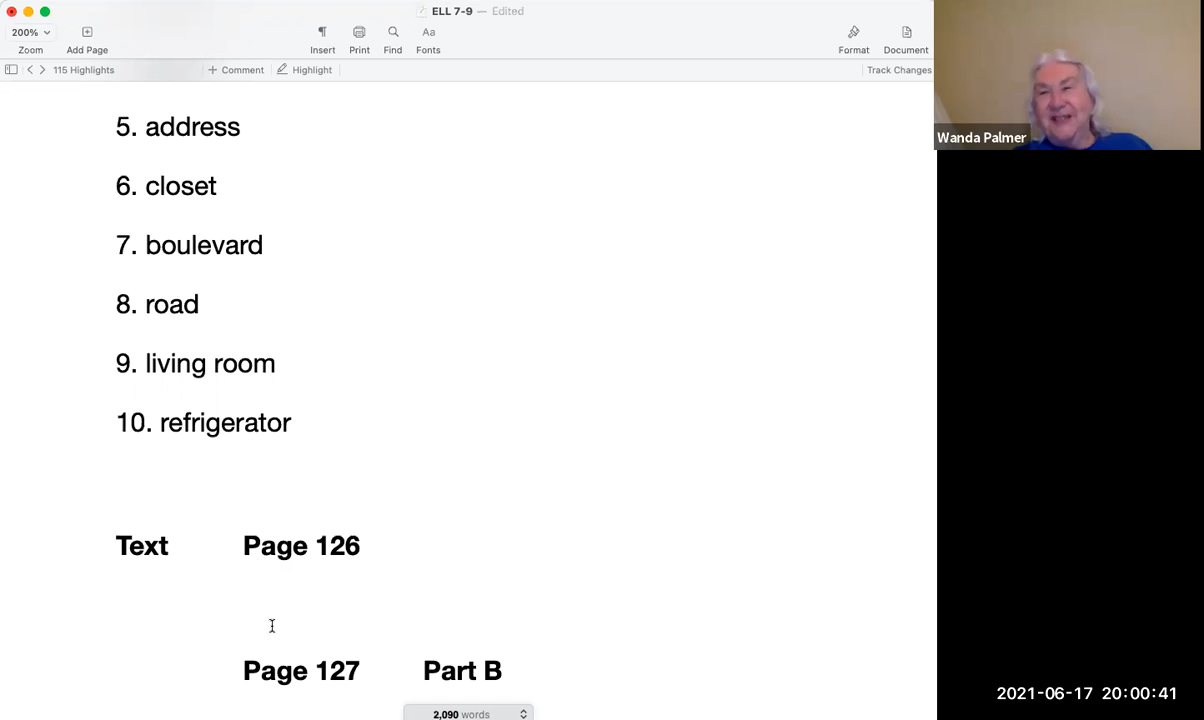 ELL 7-9 — Edited
200%
Zoom
Add Page
Insert
Print
Aa
Find
Fonts
Format
Document
115 Highlights
+ Comment
Highlight
Track Changes
5. address
6. closet
7. boulevard
8. road
9. living room
10. refrigerator
Text Page 126
Page 127 Part B
2,090 words
Wanda Palmer
2021-06-17 20:00:41